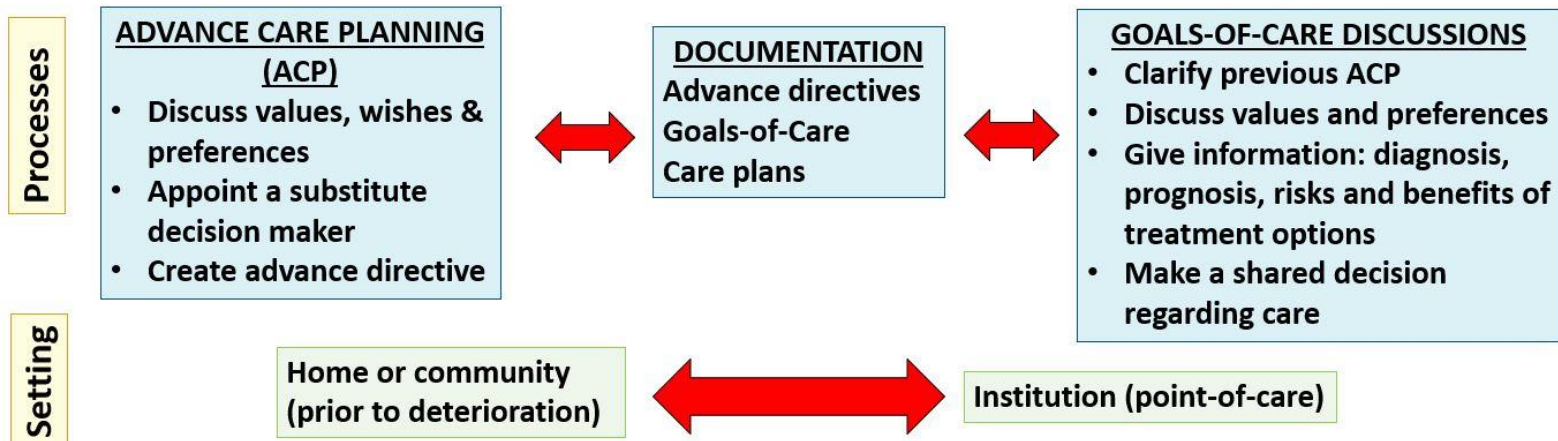 Processes
ADVANCE CARE PLANNING
(ACP)
• Discuss values, wishes &
preferences
• Appoint a substitute
decision maker
• Create advance directive
DOCUMENTATION
Advance directives
Goals-of-Care
Care plans
GOALS-OF-CARE DISCUSSIONS
• Clarify previous ACP
• Discuss values and preferences
• Give information: diagnosis,
prognosis, risks and benefits of
treatment options
• Make a shared decision
regarding care
Setting
Home or community
(prior to deterioration)
Institution (point-of-care)